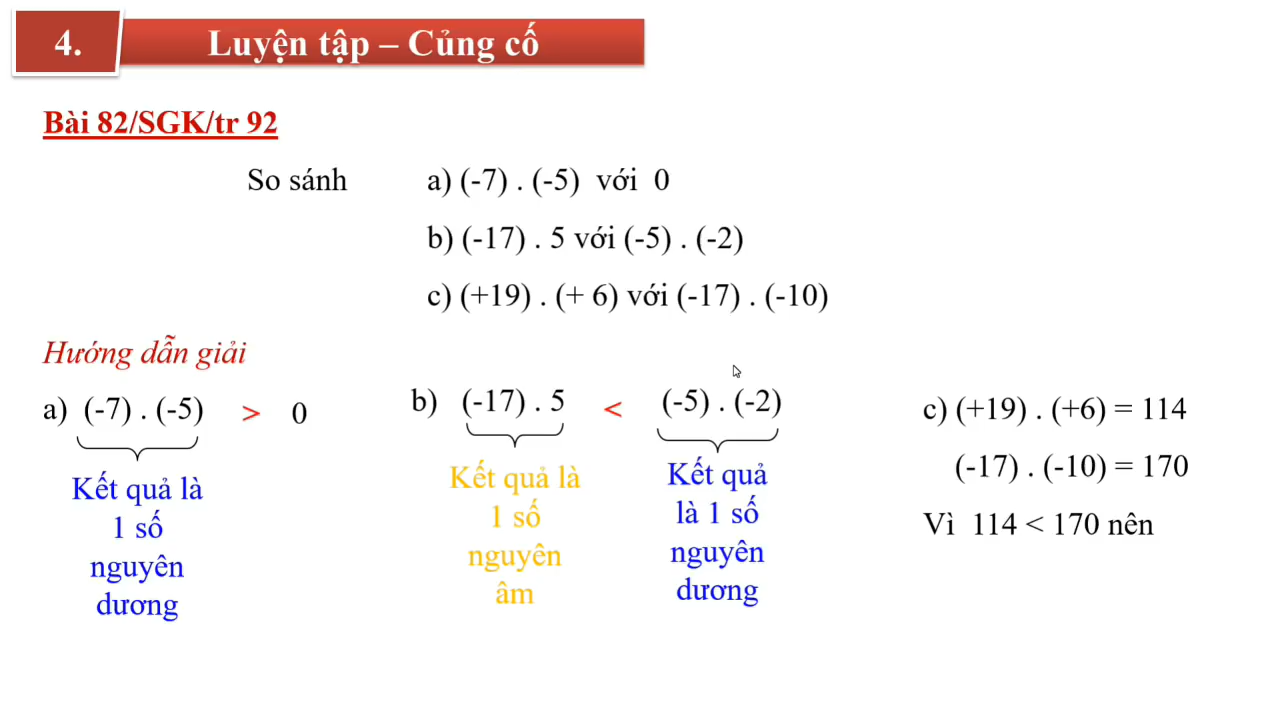 4.
Luyện tập – Củng cố
Bài 82/SGK/tr 92
So sánh
a) (-7) . (-5) với 0
b) (-17) . 5 với (-5) . (-2)
c) (+19) . (+ 6) với (-17) . (-10)
Hướng dẫn giải
a) (-7) . (-5) > 0
Kết quả là
1 số
nguyên
dương
b) (-17) . 5 < (-5) . (-2)
Kết quả là
1 số
nguyên
âm
Kết quả
là 1 số
nguyên
dương
c) (+19) . (+6) = 114
(-17) . (-10) = 170
Vì 114 < 170 nên